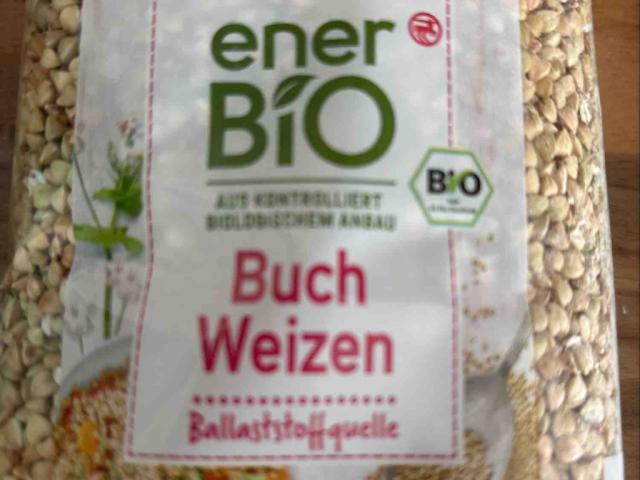 ener
BiO
AUS KONTROLLIERT
BIOLOGISCHEM ANBAU
BIO
Buch
Weizen
Ballaststoffquelle